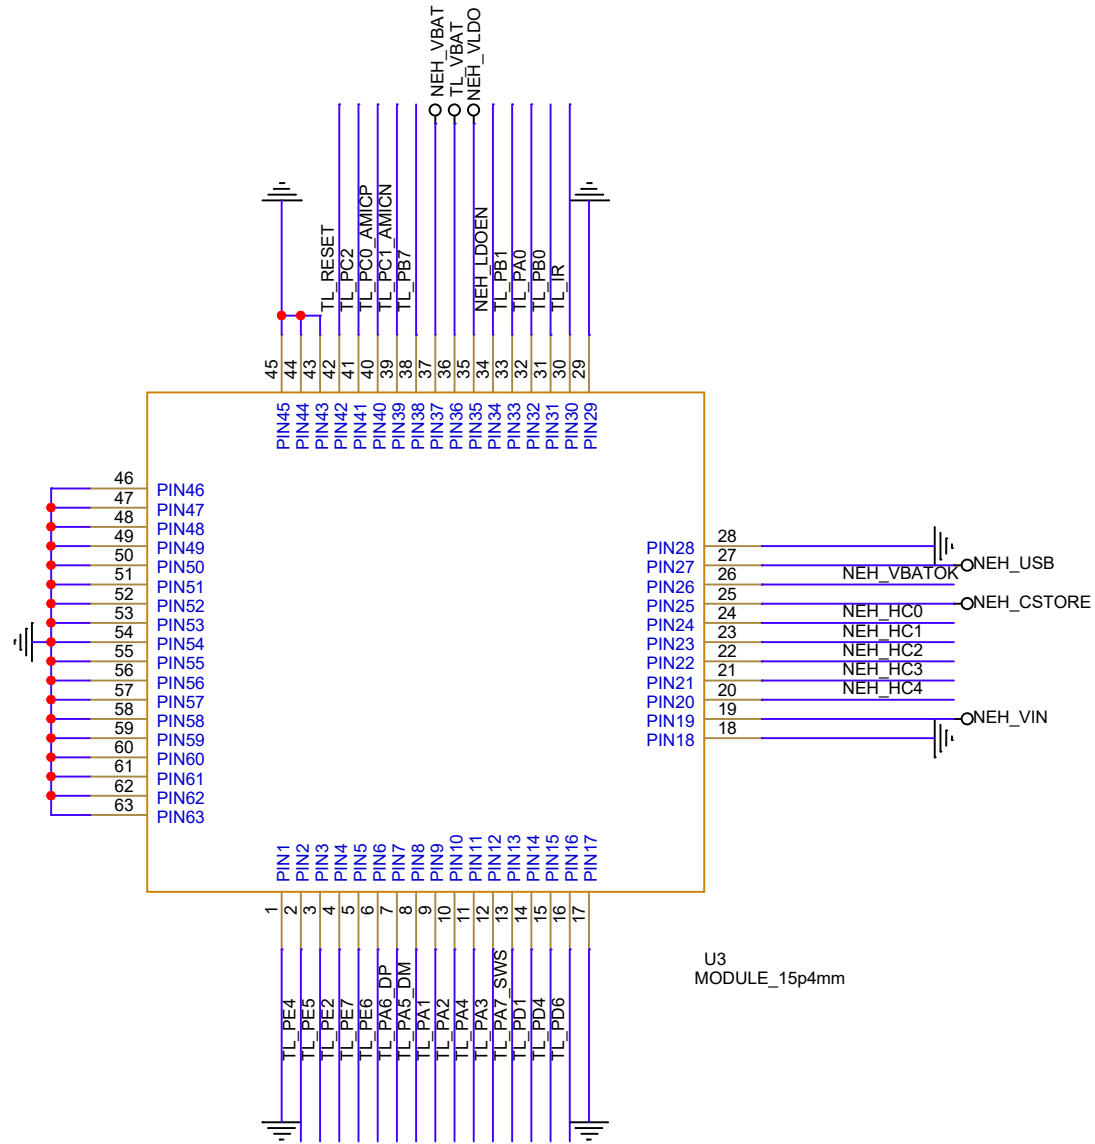 NEH_VBAT
TL_VBAT
NEH_VLDO
TL_RESET
TL_PC2
TL_PC0_AMICP
TL_PC1_AMICN
TL_PB7
NEH_LDOEN
TL_PB1
TL_PA0
TL_PB0
TL_IR
45
44
43
42
41
40
39
38
37
36
35
34
33
32
31
30
29
PIN45
PIN44
PIN43
PIN42
PIN41
PIN40
PIN39
PIN38
PIN37
PIN36
PIN35
PIN34
PIN33
PIN32
PIN31
PIN30
PIN29
46 PIN46
47 PIN47
48 PIN48
49 PIN49
50 PIN50
51 PIN51
52 PIN52
53 PIN53
54 PIN54
55 PIN55
56 PIN56
57 PIN57
58 PIN58
59 PIN59
60 PIN60
61 PIN61
62 PIN62
63 PIN63
PIN28 28
PIN27 27 NEH_USB
PIN26 26 NEH_VBATOK
PIN25 25 NEH_CSTORE
PIN24 24 NEH_HC0
PIN23 23 NEH_HC1
PIN22 22 NEH_HC2
PIN21 21 NEH_HC3
PIN20 20 NEH_HC4
PIN19 19 NEH_VIN
PIN18 18
PIN1
PIN2
PIN3
PIN4
PIN5
PIN6
PIN7
PIN8
PIN9
PIN10
PIN11
PIN12
PIN13
PIN14
PIN15
PIN16
PIN17
1
2
3
4
5
6
7
8
9
10
11
12
13
14
15
16
17
TL_PE4
TL_PE5
TL_PE2
TL_PE7
TL_PE6
TL_PA6_DP
TL_PA5_DM
TL_PA1
TL_PA2
TL_PA4
TL_PA3
TL_PA7_SWS
TL_PD1
TL_PD4
TL_PD6
U3
MODULE_15p4mm